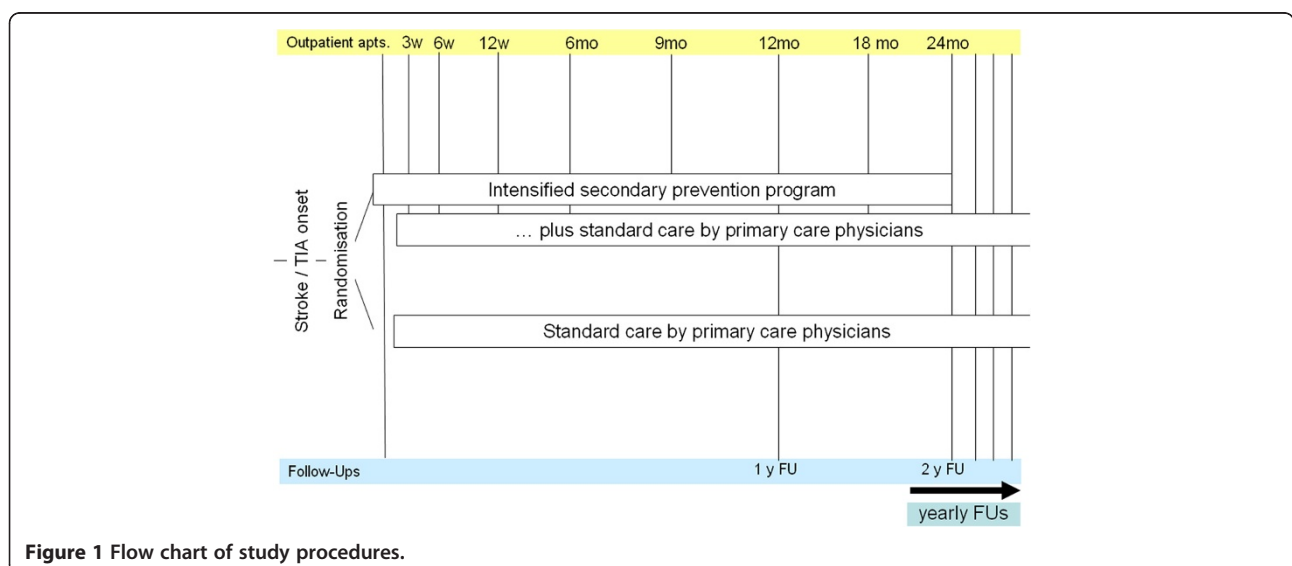 Outpatient apts. 3w 6w 12w 6mo 9mo 12mo 18 mo 24mo
Stroke / TIA onset
Randomisation
Intensified secondary prevention program
... plus standard care by primary care physicians
Standard care by primary care physicians
Follow-Ups 1 y FU 2 y FU
yearly FUs
Figure 1 Flow chart of study procedures.